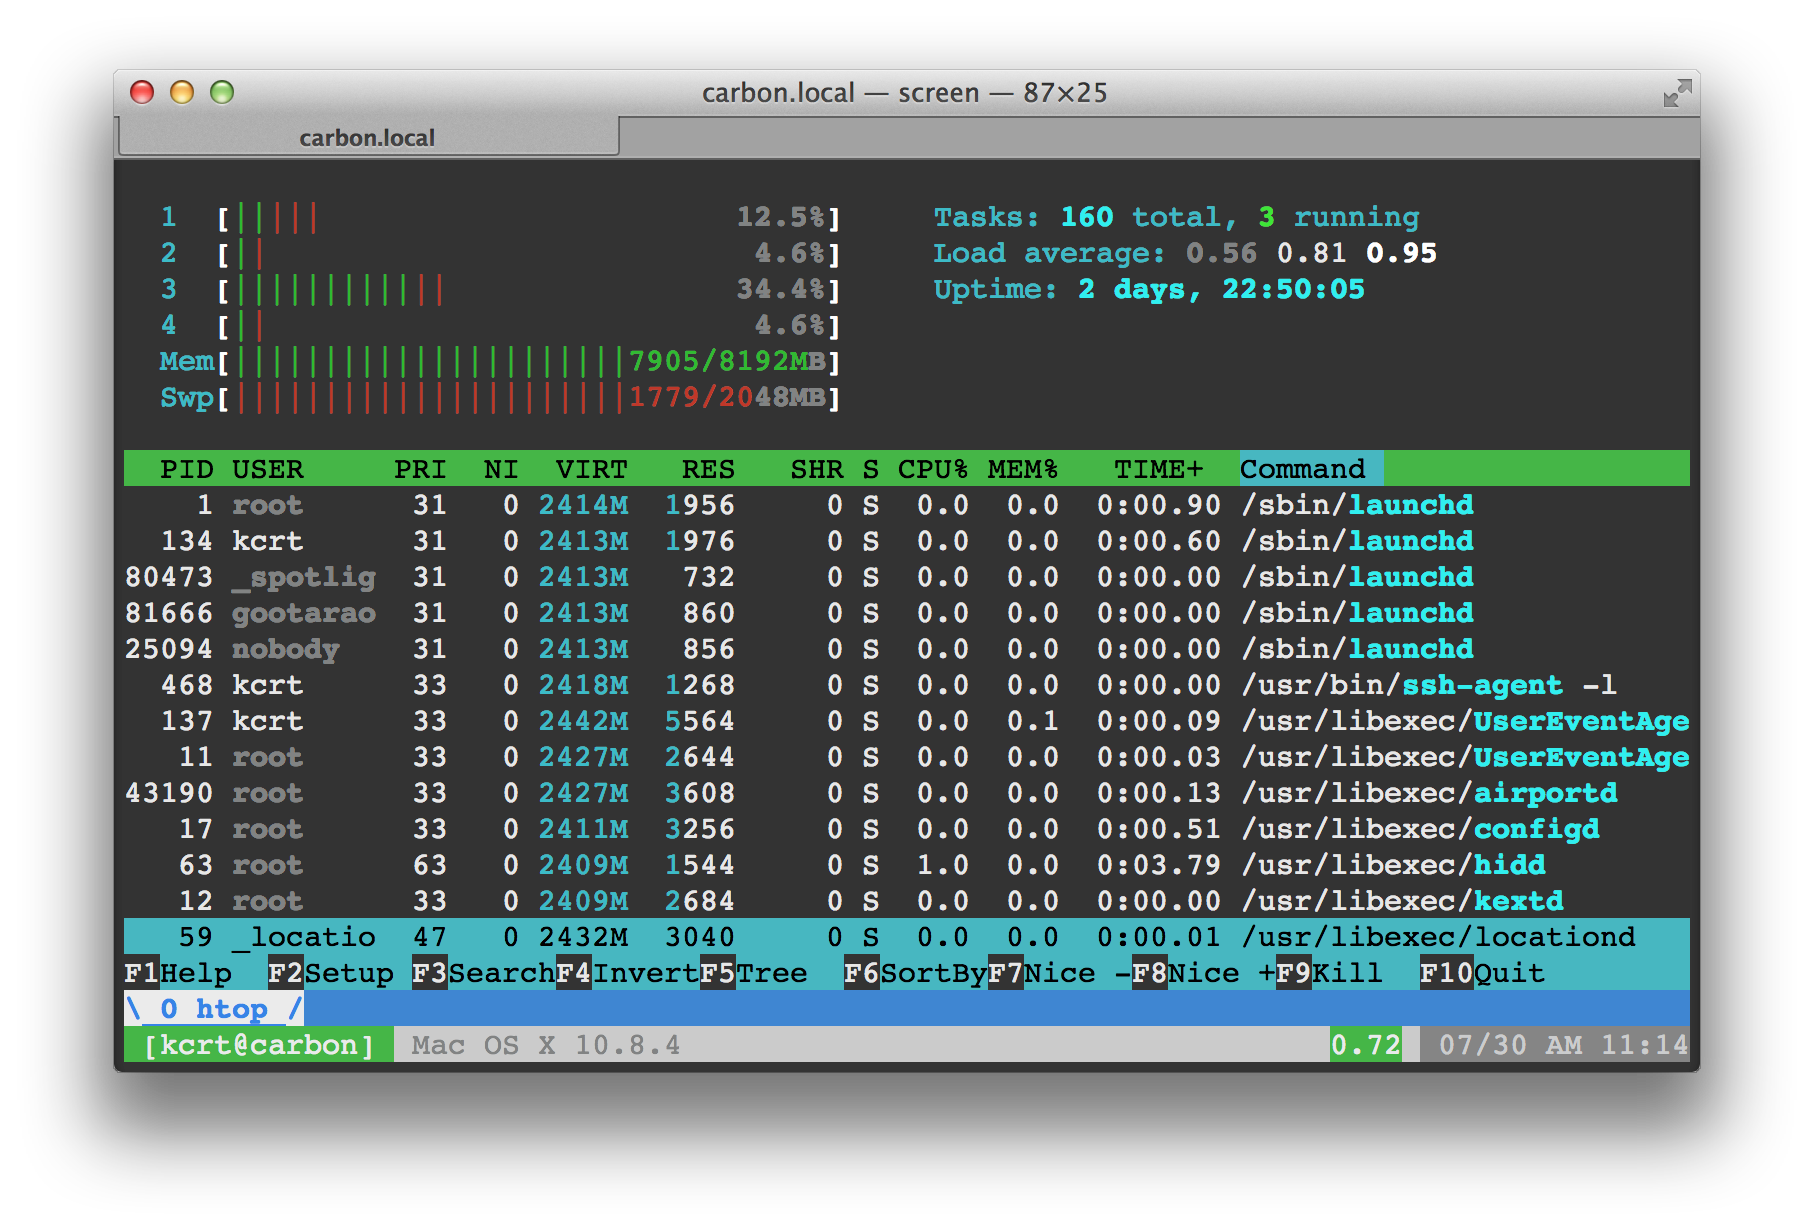 carbon.local — screen — 87×25
carbon.local
1 [||||| 12.5%] Tasks: 160 total, 3 running
2 [|| 4.6%] Load average: 0.56 0.81 0.95
3 [|||||||||||| 34.4%] Uptime: 2 days, 22:50:05
4 [|| 4.6%]
Mem[||||||||||||||||||||||7905/8192MB]
Swp[||||||||||||||||||||||1779/2048MB]
PID USER PRI NI VIRT RES SHR S CPU% MEM% TIME+ Command
1 root 31 0 2414M 1956 0 S 0.0 0.0 0:00.90 /sbin/launchd
134 kcrt 31 0 2413M 1976 0 S 0.0 0.0 0:00.60 /sbin/launchd
80473 _spotlig 31 0 2413M 732 0 S 0.0 0.0 0:00.00 /sbin/launchd
81666 gootarao 31 0 2413M 860 0 S 0.0 0.0 0:00.00 /sbin/launchd
25094 nobody 31 0 2413M 856 0 S 0.0 0.0 0:00.00 /sbin/launchd
468 kcrt 33 0 2418M 1268 0 S 0.0 0.0 0:00.00 /usr/bin/ssh-agent -l
137 kcrt 33 0 2442M 5564 0 S 0.0 0.1 0:00.09 /usr/libexec/UserEventAge
11 root 33 0 2427M 2644 0 S 0.0 0.0 0:00.03 /usr/libexec/UserEventAge
43190 root 33 0 2427M 3608 0 S 0.0 0.0 0:00.13 /usr/libexec/airportd
17 root 33 0 2411M 3256 0 S 0.0 0.0 0:00.51 /usr/libexec/configd
63 root 63 0 2409M 1544 0 S 1.0 0.0 0:03.79 /usr/libexec/hidd
12 root 33 0 2409M 2684 0 S 0.0 0.0 0:00.00 /usr/libexec/kextd
59 _locatio 47 0 2432M 3040 0 S 0.0 0.0 0:00.01 /usr/libexec/locationd
F1Help F2Setup F3SearchF4InvertF5Tree F6SortByF7Nice -F8Nice +F9Kill F10Quit
\ 0 htop /
[kcrt@carbon] Mac OS X 10.8.4 0.72 07/30 AM 11:14